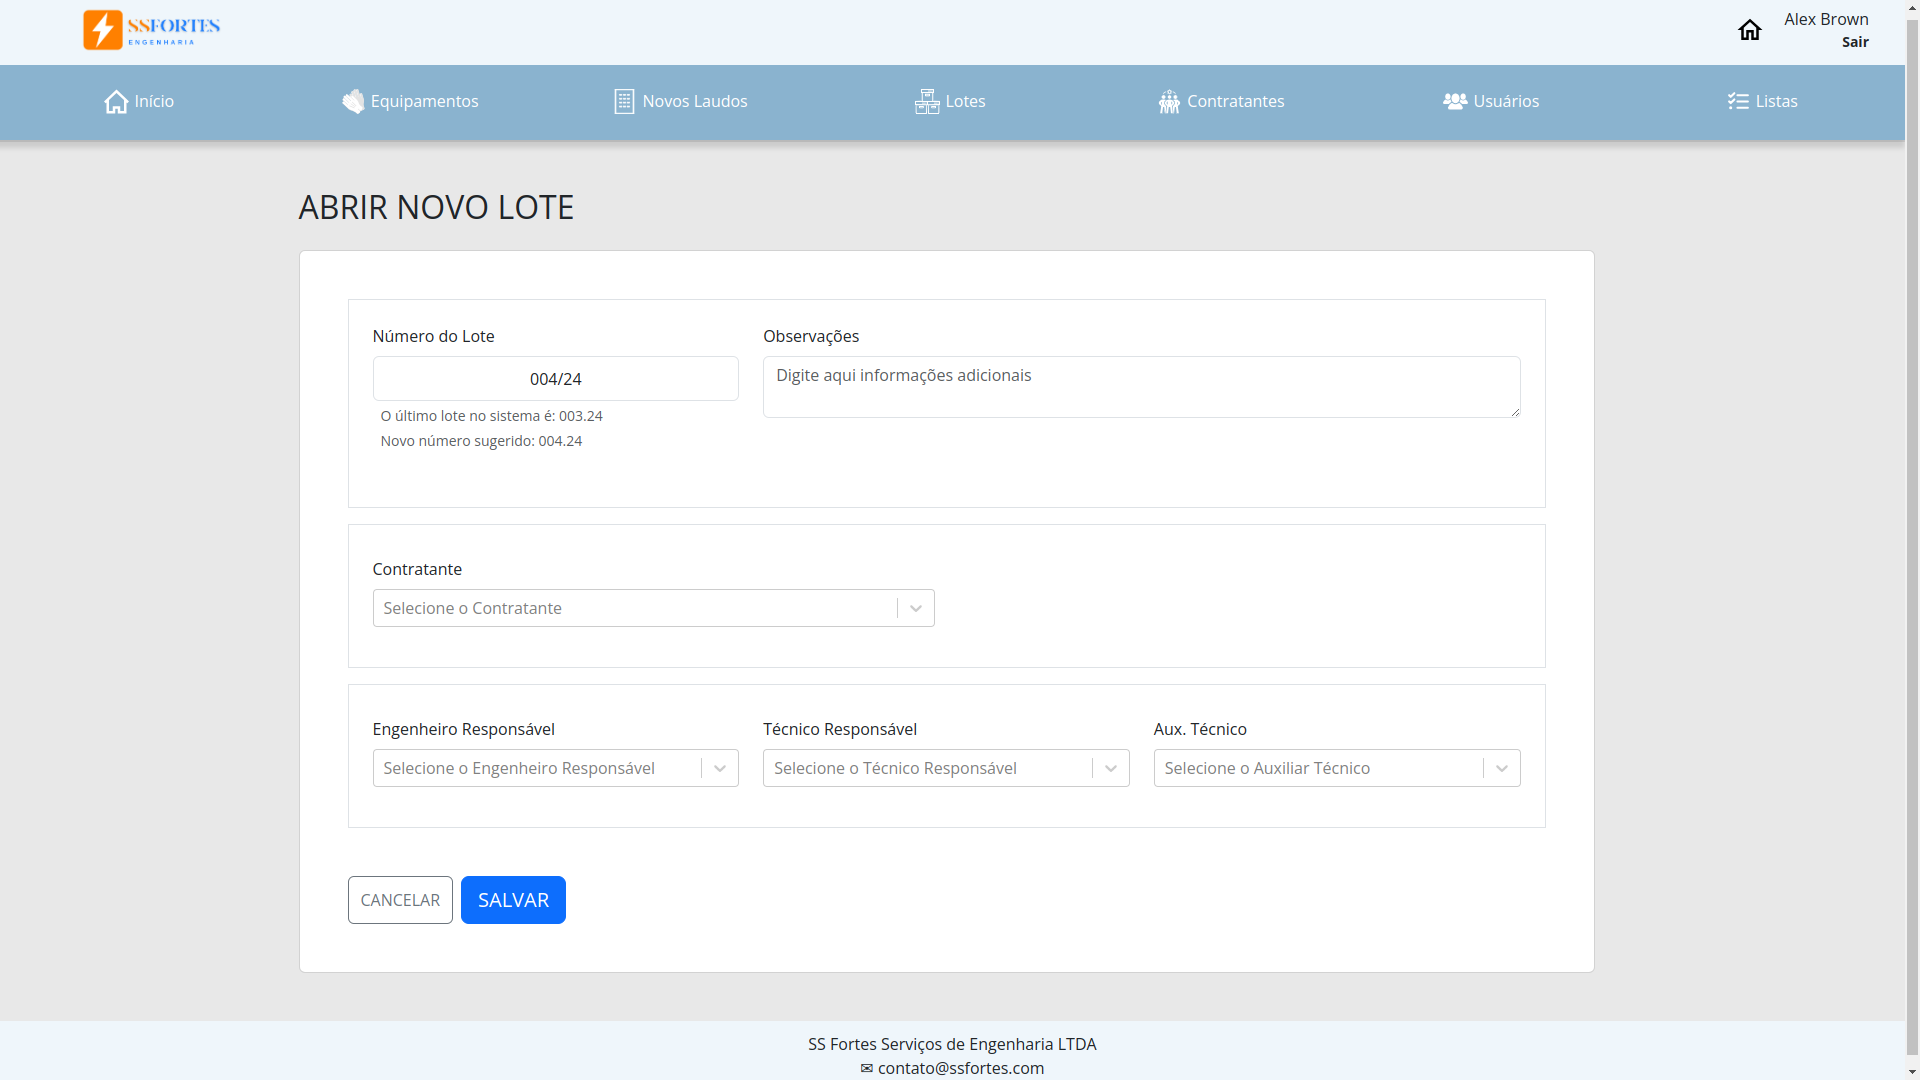 SSFORTES
ENGENHARIA
Alex Brown
Sair
Início
Equipamentos
Novos Laudos
Lotes
Contratantes
Usuários
Listas
ABRIR NOVO LOTE
Número do Lote
004/24
O último lote no sistema é: 003.24
Novo número sugerido: 004.24
Observações
Digite aqui informações adicionais
Contratante
Selecione o Contratante
Engenheiro Responsável
Selecione o Engenheiro Responsável
Técnico Responsável
Selecione o Técnico Responsável
Aux. Técnico
Selecione o Auxiliar Técnico
CANCELAR
SALVAR
SS Fortes Serviços de Engenharia LTDA
✉ contato@ssfortes.com